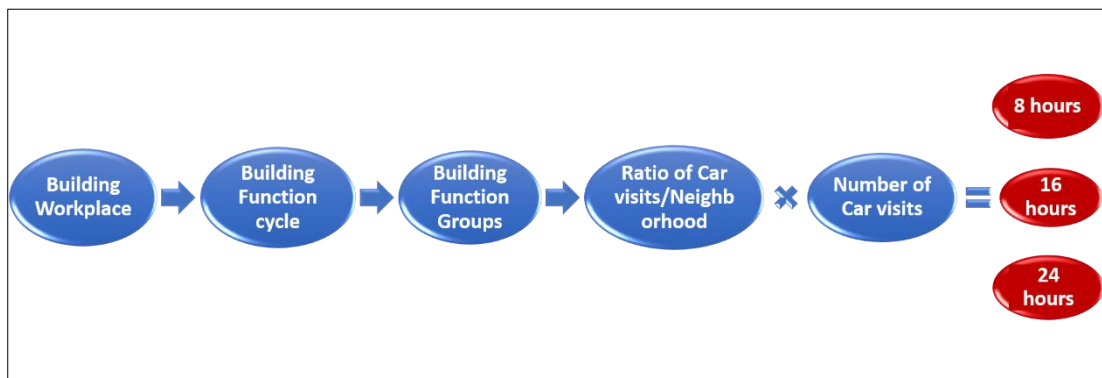 Building
Workplace
Building
Function
cycle
Building
Function
Groups
Ratio of Car
visits/Neighb
orhood
Number of
Car visits
8 hours
16
hours
24
hours